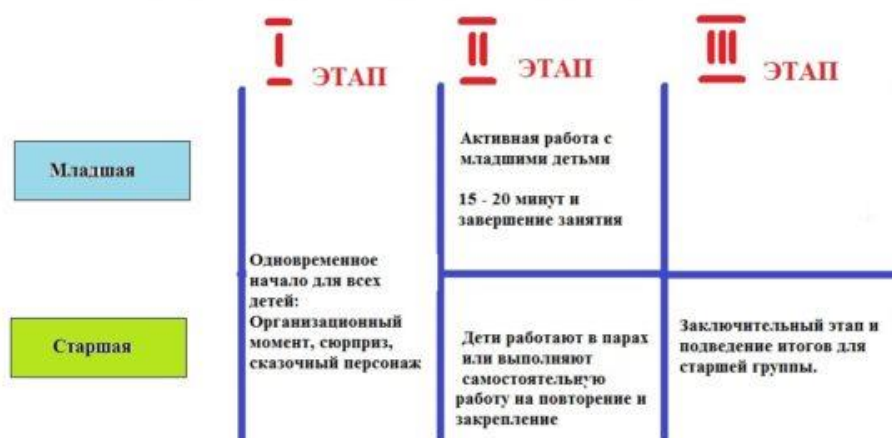 I ЭТАП
II ЭТАП
III ЭТАП
Младшая
Активная работа с
младшими детьми
15 - 20 минут и
завершение занятия
Одновременное
начало для всех
детей:
Организационный
момент, сюрприз,
сказочный персонаж
Старшая
Дети работают в парах
или выполняют
самостоятельную
работу на повторение и
закрепление
Заключительный этап и
подведение итогов для
старшей группы.